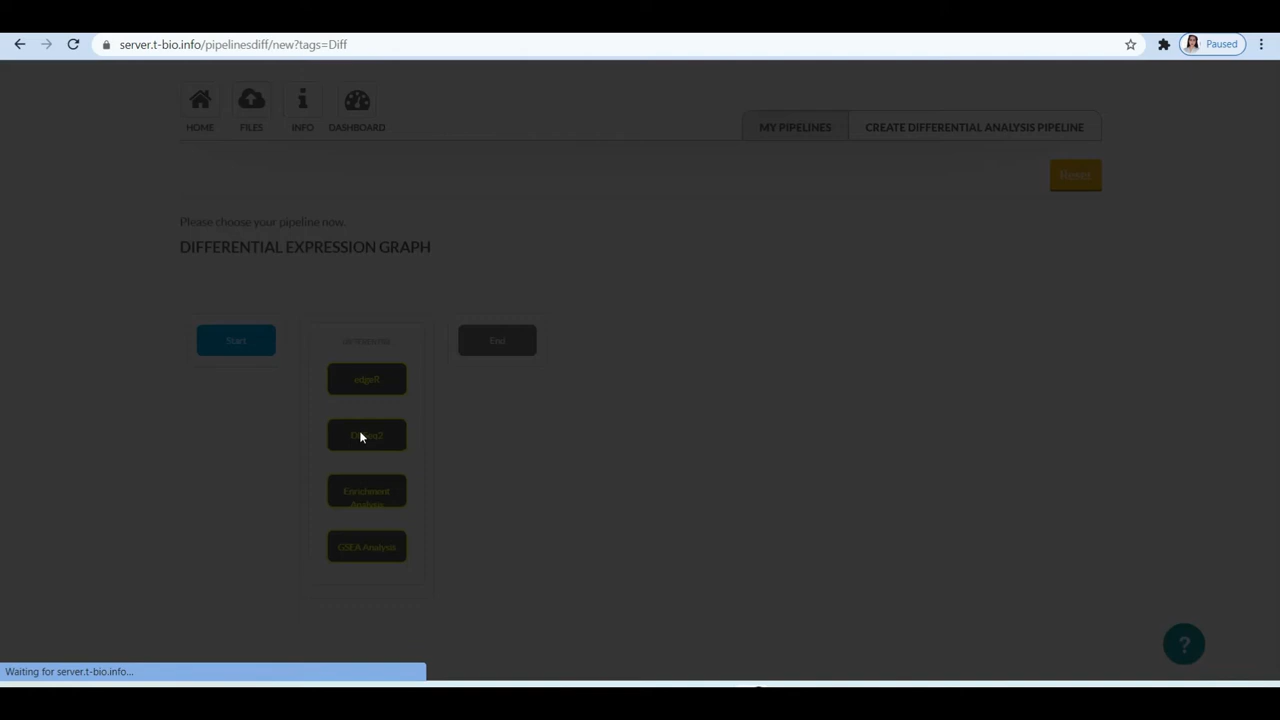 server.t-bio.info/pipelinesdiff/new?tags=Diff
Paused
HOME
FILES
INFO
DASHBOARD
MY PIPELINES
CREATE DIFFERENTIAL ANALYSIS PIPELINE
Reset
Please choose your pipeline now.
DIFFERENTIAL EXPRESSION GRAPH
Start
End
edgeR
Enrichment
Analysis
GSEA Analysis
?
Waiting for server.t-bio.info...